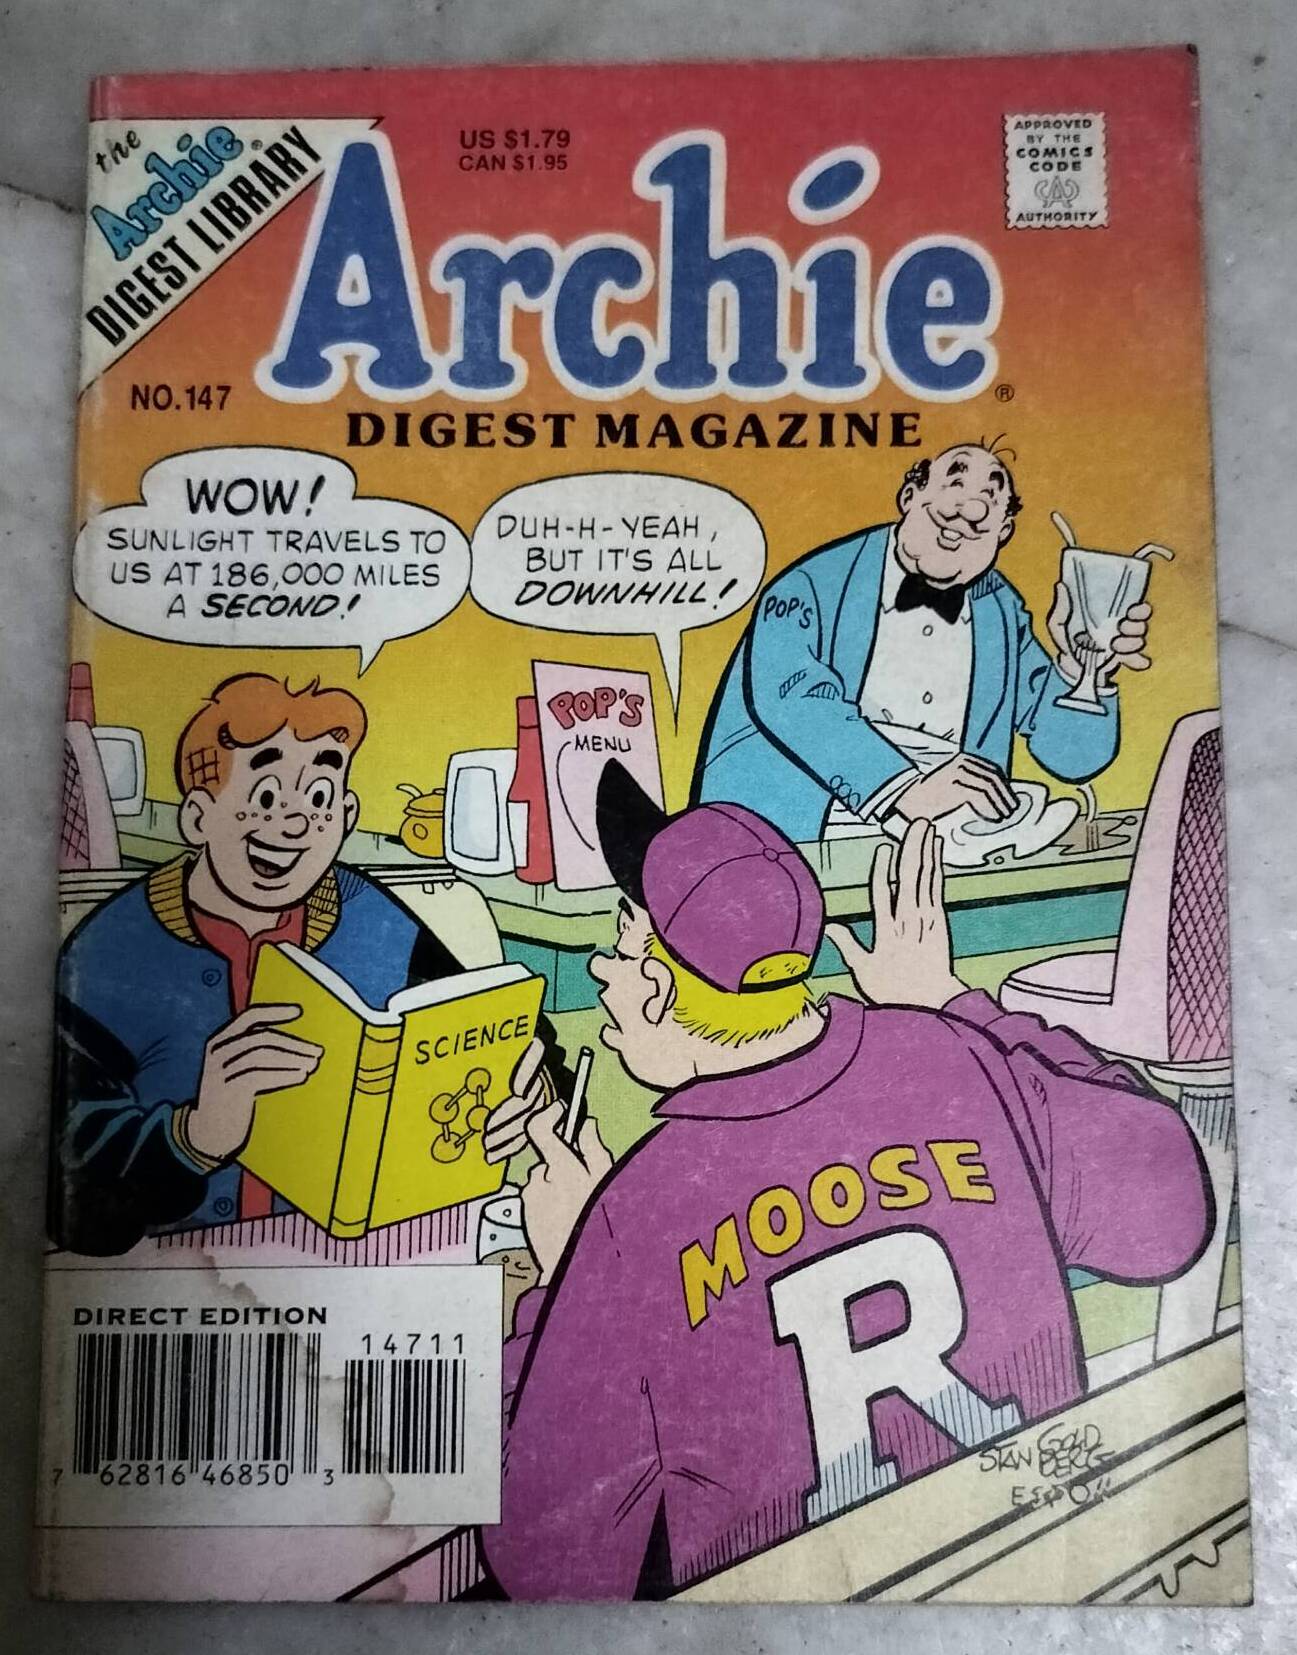 the
Archie®
DIGEST LIBRARY
US $1.79
CAN $1.95
APPROVED
BY THE
COMICS
CODE
CA
AUTHORITY
Archie®
DIGEST MAGAZINE
NO.147
WOW!
SUNLIGHT TRAVELS TO
US AT 186,000 MILES
A SECOND!
DUH-H-YEAH,
BUT IT'S ALL
DOWNHILL!
POP'S
POP'S
MENU
SCIENCE
MOOSE
R
DIRECT EDITION
14711
7 62816 46850 3
STAN GOLD
BERG